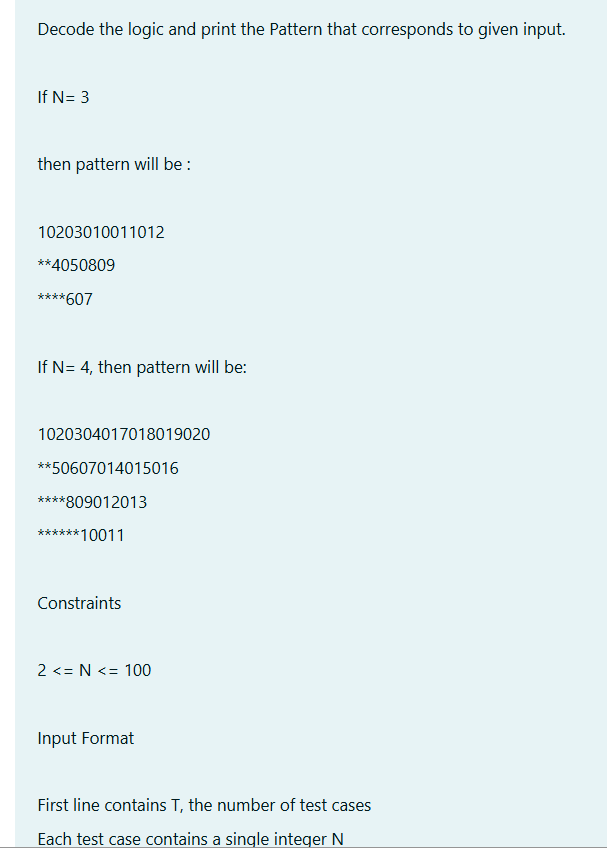 Decode the logic and print the Pattern that corresponds to given input.
If N= 3
then pattern will be :
10203010011012
**4050809
****607
If N= 4, then pattern will be:
1020304017018019020
**50607014015016
****809012013
******10011
Constraints
2 <= N <= 100
Input Format
First line contains T, the number of test cases
Each test case contains a single integer N